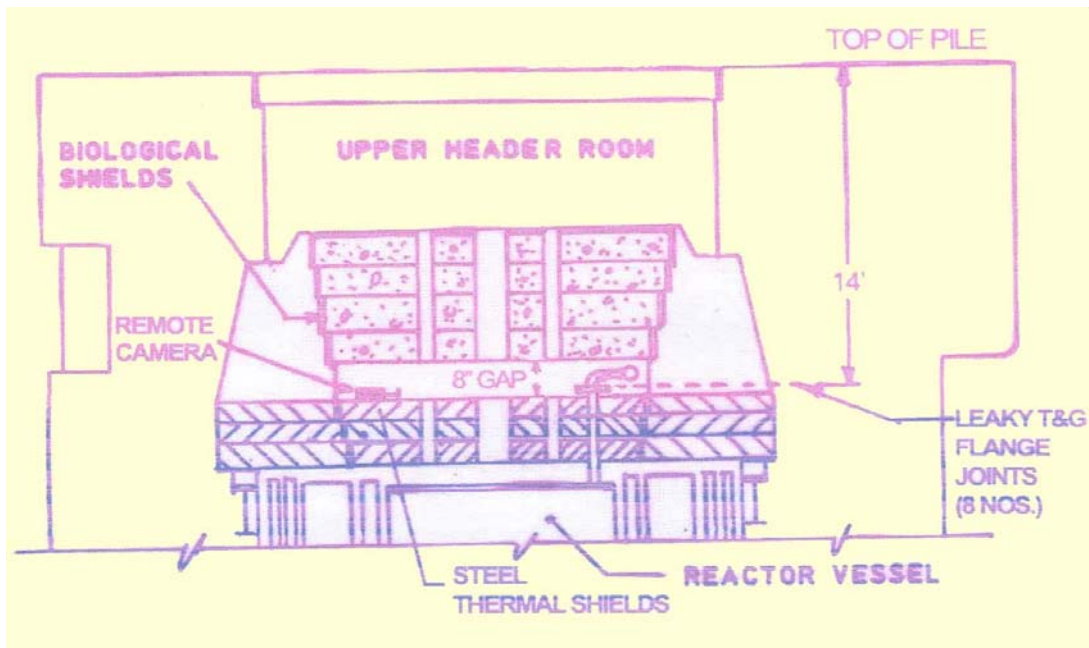 TOP OF PILE
BIOLOGICAL
SHIELDS
UPPER HEADER ROOM
14'
REMOTE
CAMERA
8" GAP
LEAKY T&G
FLANGE
JOINTS
(8 NOS.)
STEEL
THERMAL SHIELDS
REACTOR VESSEL